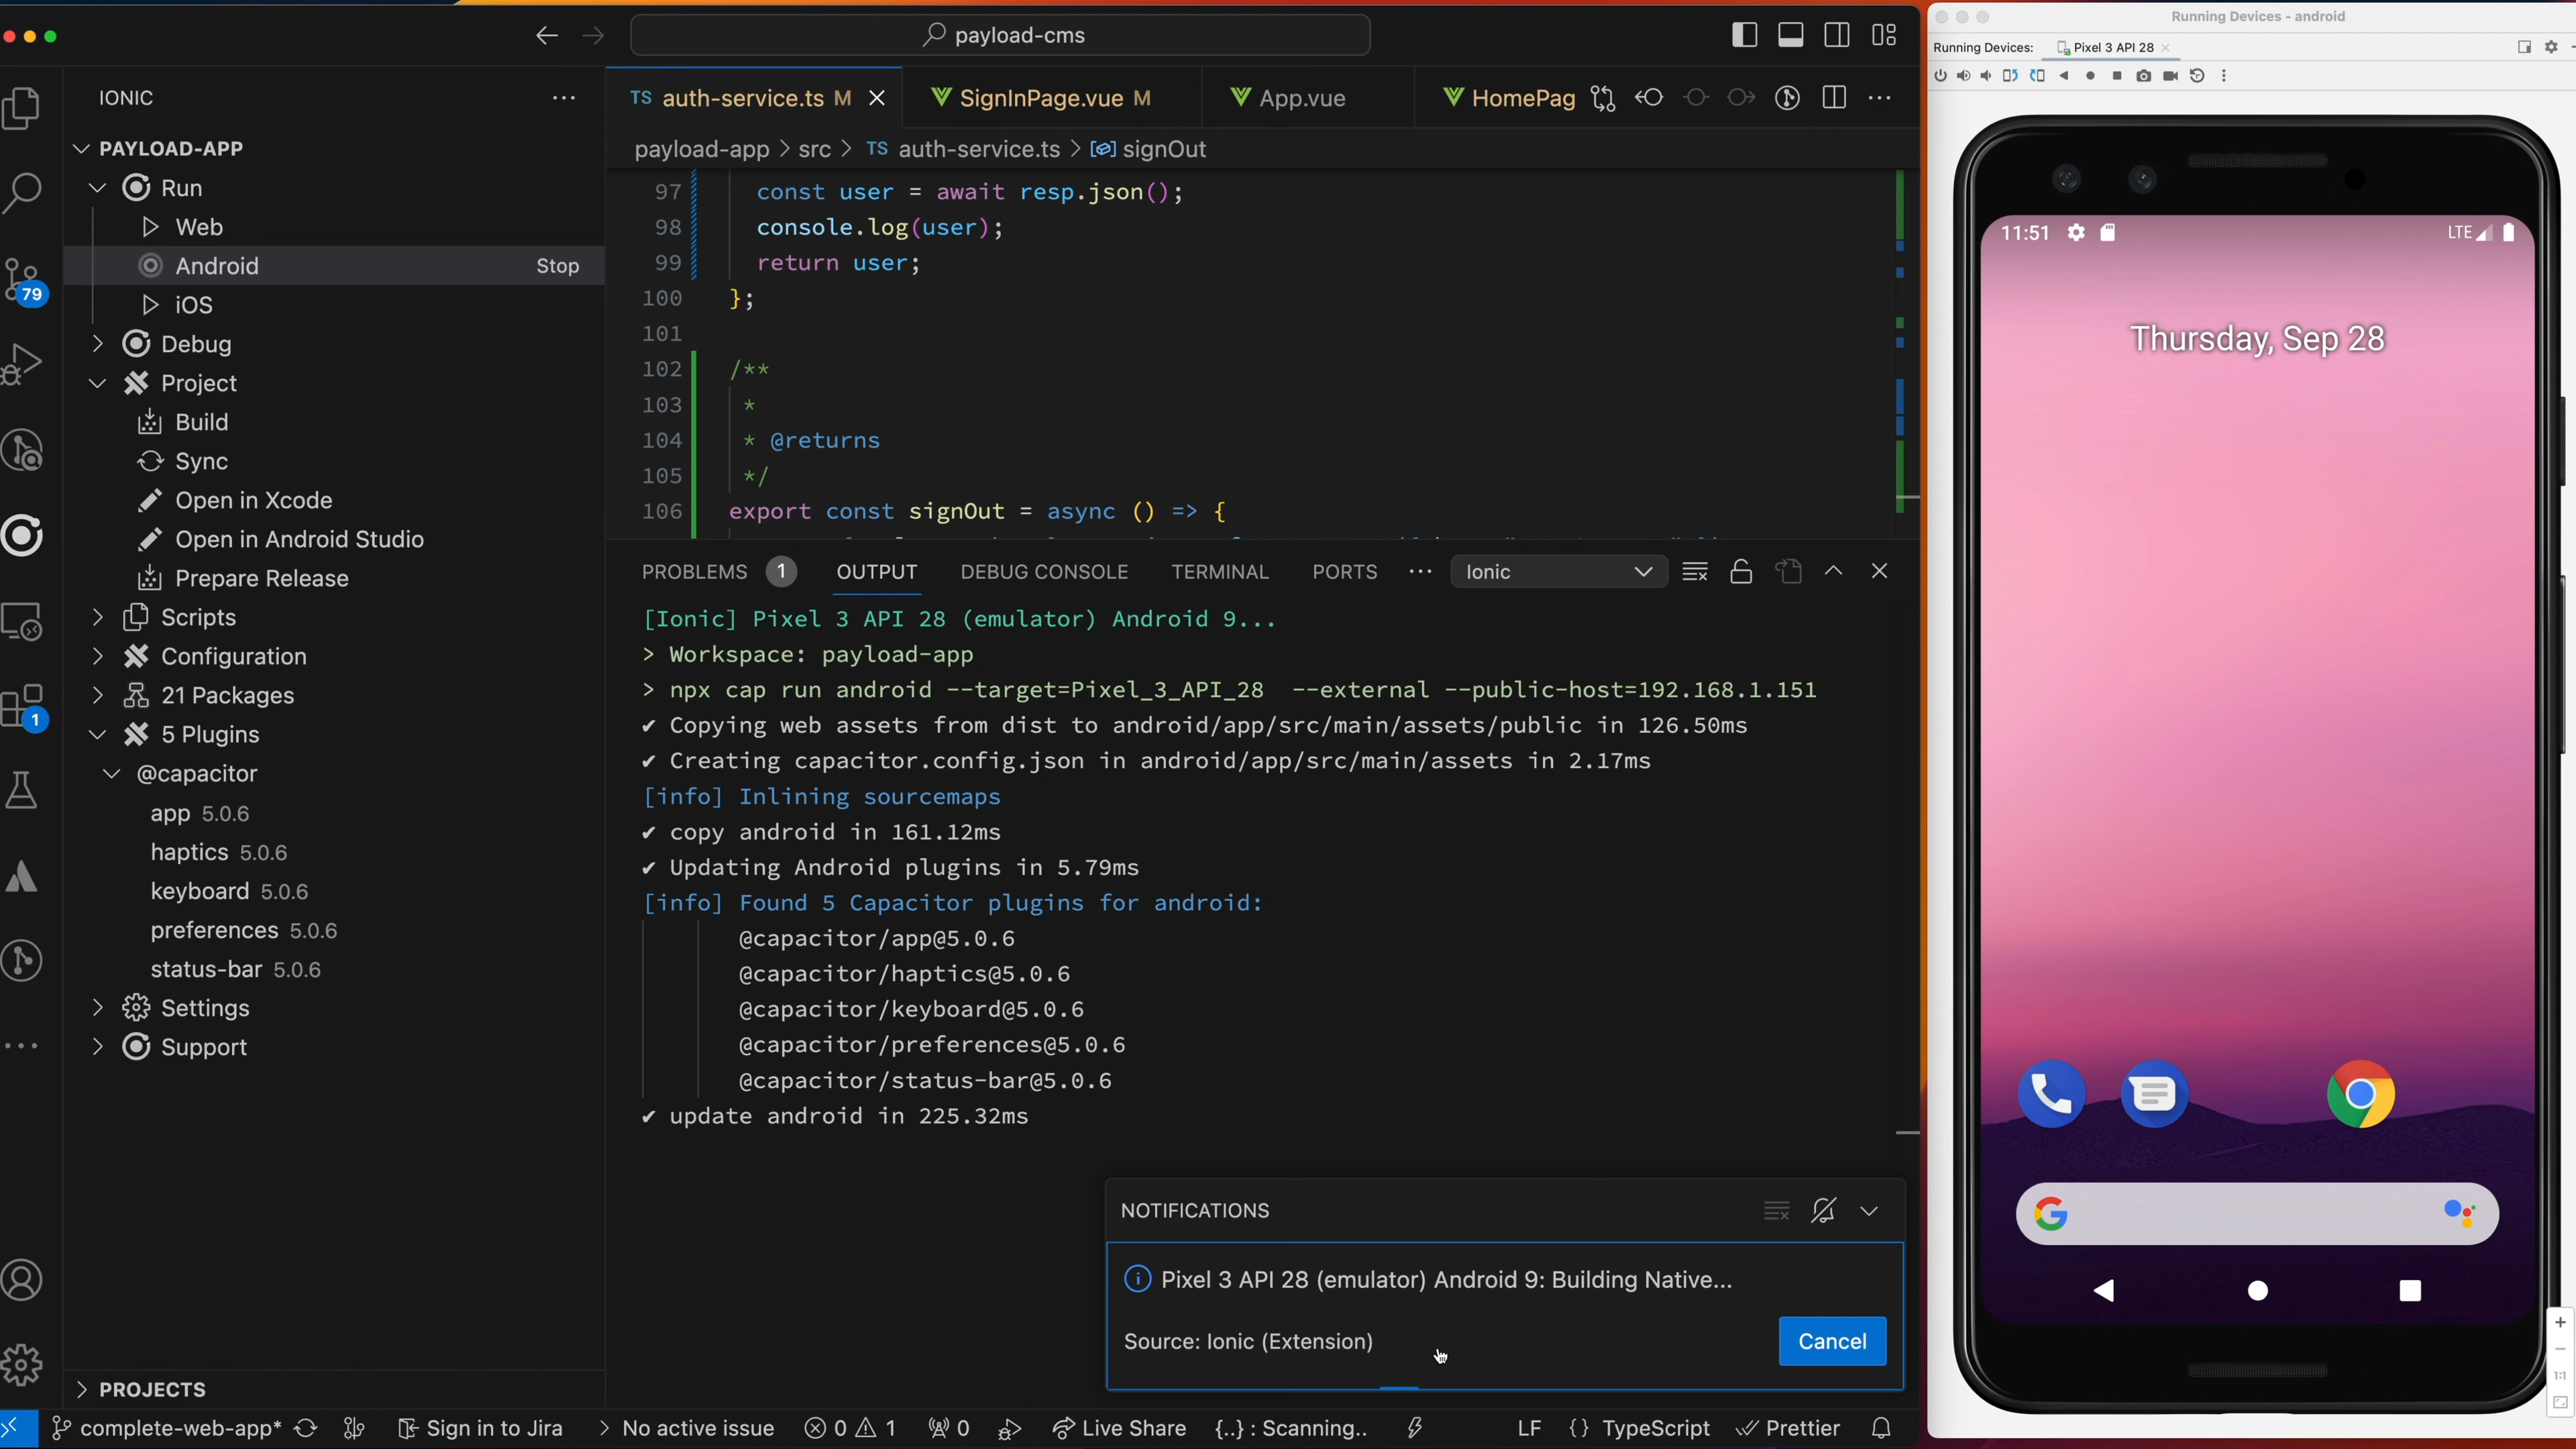 payload-cms
IONIC
PAYLOAD-APP
Run
Web
Android
Stop
iOS
Debug
Project
Build
Sync
Open in Xcode
Open in Android Studio
Prepare Release
Scripts
Configuration
21 Packages
5 Plugins
@capacitor
app 5.0.6
haptics 5.0.6
keyboard 5.0.6
preferences 5.0.6
status-bar 5.0.6
Settings
Support
PROJECTS
79
1
TS auth-service.ts M
SignInPage.vue M
App.vue
HomePag
payload-app > src > TS auth-service.ts > signOut
97 const user = await resp.json();
98 console.log(user);
99 return user;
100 };
101
102 /**
103 *
104 * @returns
105 */
106 export const signOut = async () => {
PROBLEMS 1 OUTPUT DEBUG CONSOLE TERMINAL PORTS ··· Ionic
[Ionic] Pixel 3 API 28 (emulator) Android 9...
> Workspace: payload-app
> npx cap run android --target=Pixel_3_API_28  --external --public-host=192.168.1.151
✔ Copying web assets from dist to android/app/src/main/assets/public in 126.50ms
✔ Creating capacitor.config.json in android/app/src/main/assets in 2.17ms
[info] Inlining sourcemaps
✔ copy android in 161.12ms
✔ Updating Android plugins in 5.79ms
[info] Found 5 Capacitor plugins for android:
@capacitor/app@5.0.6
@capacitor/haptics@5.0.6
@capacitor/keyboard@5.0.6
@capacitor/preferences@5.0.6
@capacitor/status-bar@5.0.6
✔ update android in 225.32ms
NOTIFICATIONS
Pixel 3 API 28 (emulator) Android 9: Building Native...
Source: Ionic (Extension)
Cancel
complete-web-app* Sign in to Jira > No active issue 0 1 0 Live Share {..} : Scanning.. LF {} TypeScript Prettier
Running Devices - android
Running Devices: Pixel 3 API 28
11:51
LTE
Thursday, Sep 28
G
1:1